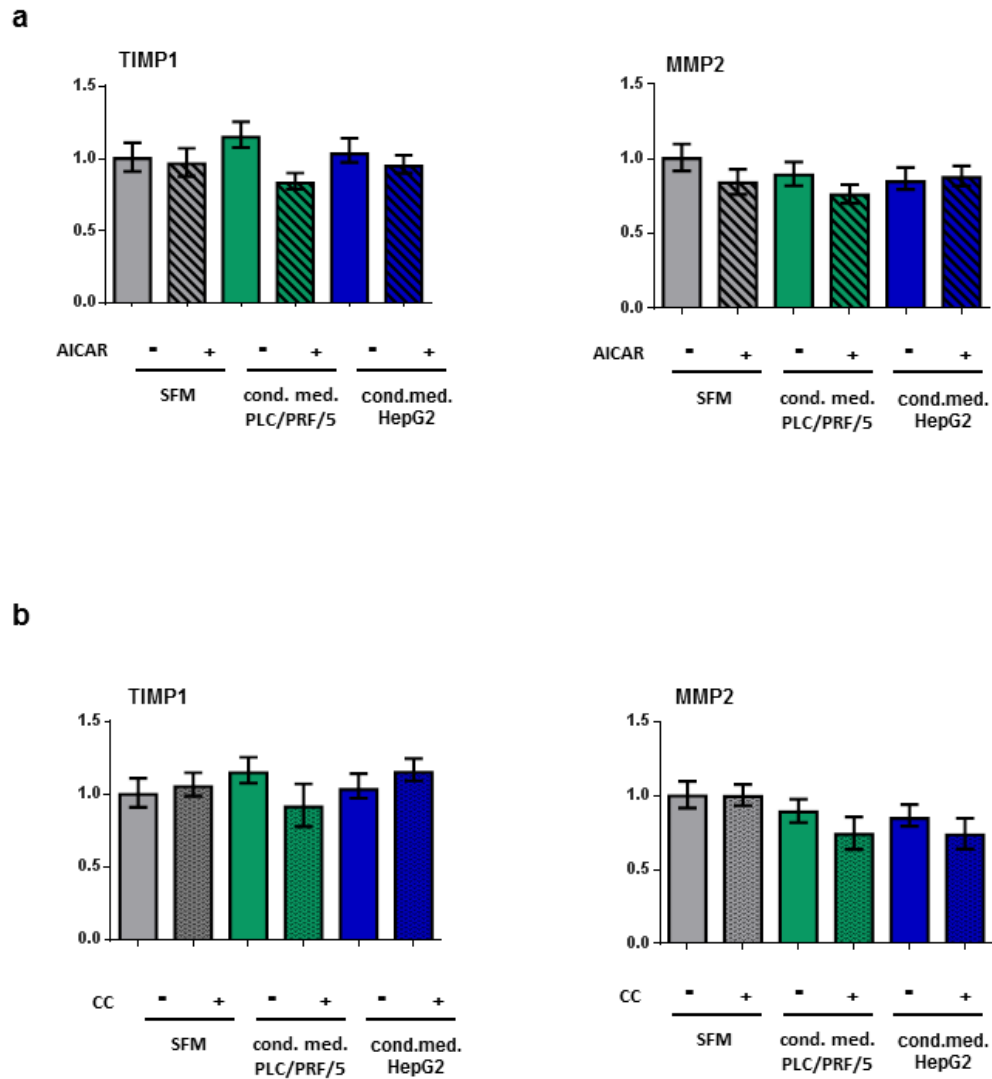 a
TIMP1
1.5
1.0
0.5
0.0
AICAR - + - + - +
SFM cond. med. cond.med.
PLC/PRF/5 HepG2
MMP2
1.5
1.0
0.5
0.0
AICAR - + - + - +
SFM cond. med. cond.med.
PLC/PRF/5 HepG2
b
TIMP1
1.5
1.0
0.5
0.0
CC - + - + - +
SFM cond. med. cond.med.
PLC/PRF/5 HepG2
MMP2
1.5
1.0
0.5
0.0
CC - + - + - +
SFM cond. med. cond.med.
PLC/PRF/5 HepG2